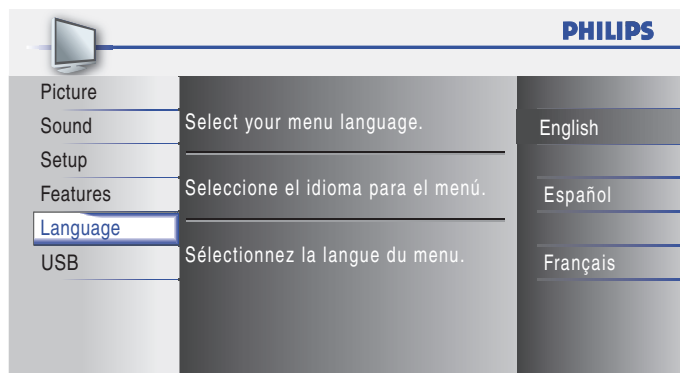 PHILIPS
Picture
Sound
Setup
Features
Language
USB
Select your menu language.
Seleccione el idioma para el menú.
Sélectionnez la langue du menu.
English
Español
Français